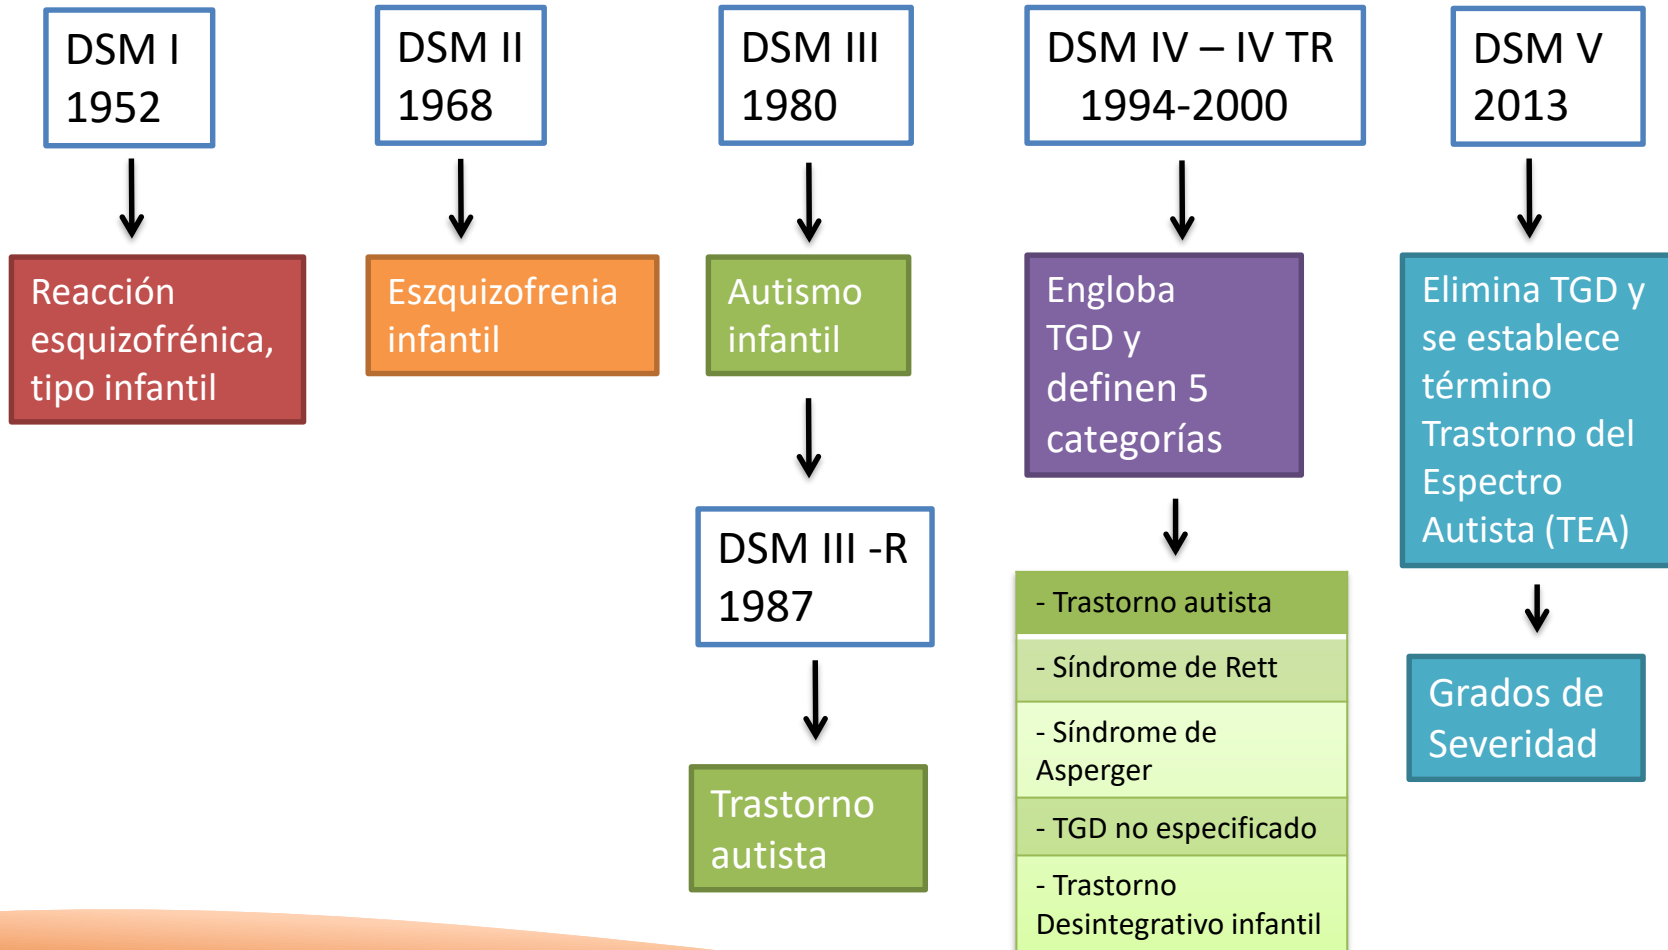 DSM I
1952
Reacción
esquizofrénica,
tipo infantil
DSM II
1968
Eszquizofrenia
infantil
DSM III
1980
Autismo
infantil
DSM III -R
1987
Trastorno
autista
DSM IV – IV TR
1994-2000
Engloba
TGD y
definen 5
categorías
- Trastorno autista
- Síndrome de Rett
- Síndrome de
Asperger
- TGD no especificado
- Trastorno
Desintegrativo infantil
DSM V
2013
Elimina TGD y
se establece
término
Trastorno del
Espectro
Autista (TEA)
Grados de
Severidad